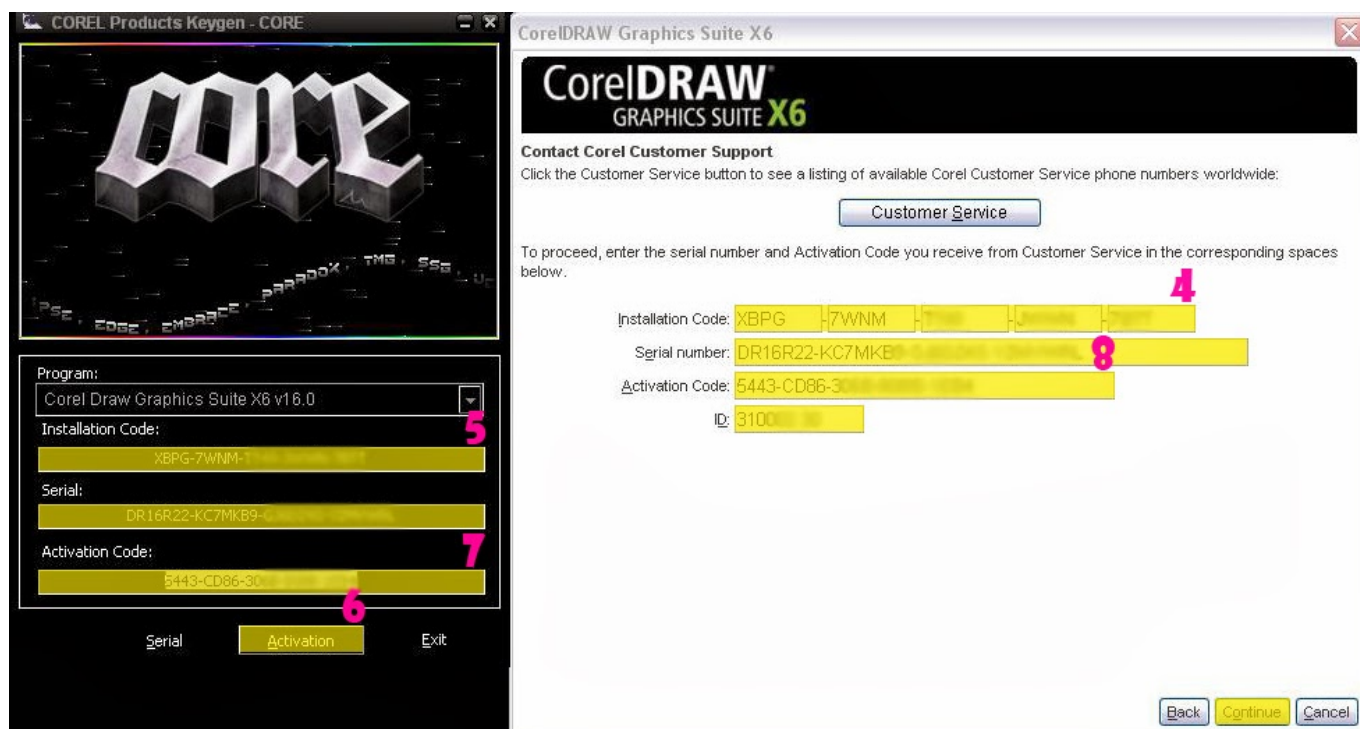 COREL Products Keygen - CORE
CORE
PSE, EDGE, EMBRACE, PARADOX, TMG, SSG, U-
Program:
Corel Draw Graphics Suite X6 v16.0
5
Installation Code:
XBPG-7WNM-
Serial:
DR16R22-KC7MKB9-
7
Activation Code:
5443-CD86-30
6
Serial Activation Exit
CorelDRAW Graphics Suite X6
CorelDRAW
GRAPHICS SUITE X6
Contact Corel Customer Support
Click the Customer Service button to see a listing of available Corel Customer Service phone numbers worldwide:
Customer Service
To proceed, enter the serial number and Activation Code you receive from Customer Service in the corresponding spaces
below.
4
Installation Code: XBPG - 7WNM - - -
Serial number: DR16R22-KC7MKB 8
Activation Code: 5443-CD86-3
ID: 310
Back Continue Cancel